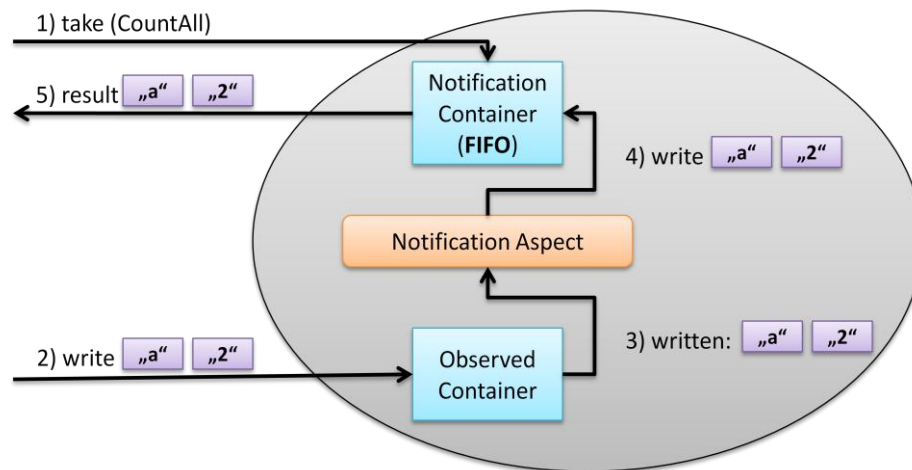 1) take (CountAll)
5) result „a“ „2“
Notification
Container
(FIFO)
4) write „a“ „2“
Notification Aspect
2) write „a“ „2“
Observed
Container
3) written: „a“ „2“